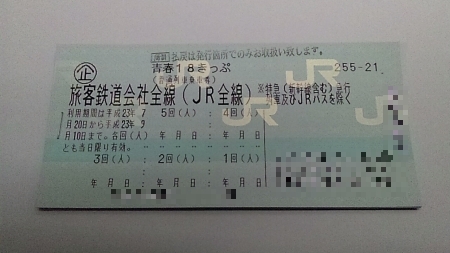 企
払戻は発行箇所でのみお取扱い致します。
青春18きっぷ
(普通列車乗車券)
255-21
旅客鉄道会社全線(JR全線)
※特急(新幹線含む)急行
列車及びJRバスを除く
利用期間は平成23年 7
月20日から平成23年 9
月10日まで。各回(人)
とも当日限り有効。
5回(人) : 4回(人)
年 月 日 : 年 月 日
3回(人) : 2回(人) : 1回(人)
年 月 日 : 年 月 日 : 年 月 日
JR
JR
JR
JR